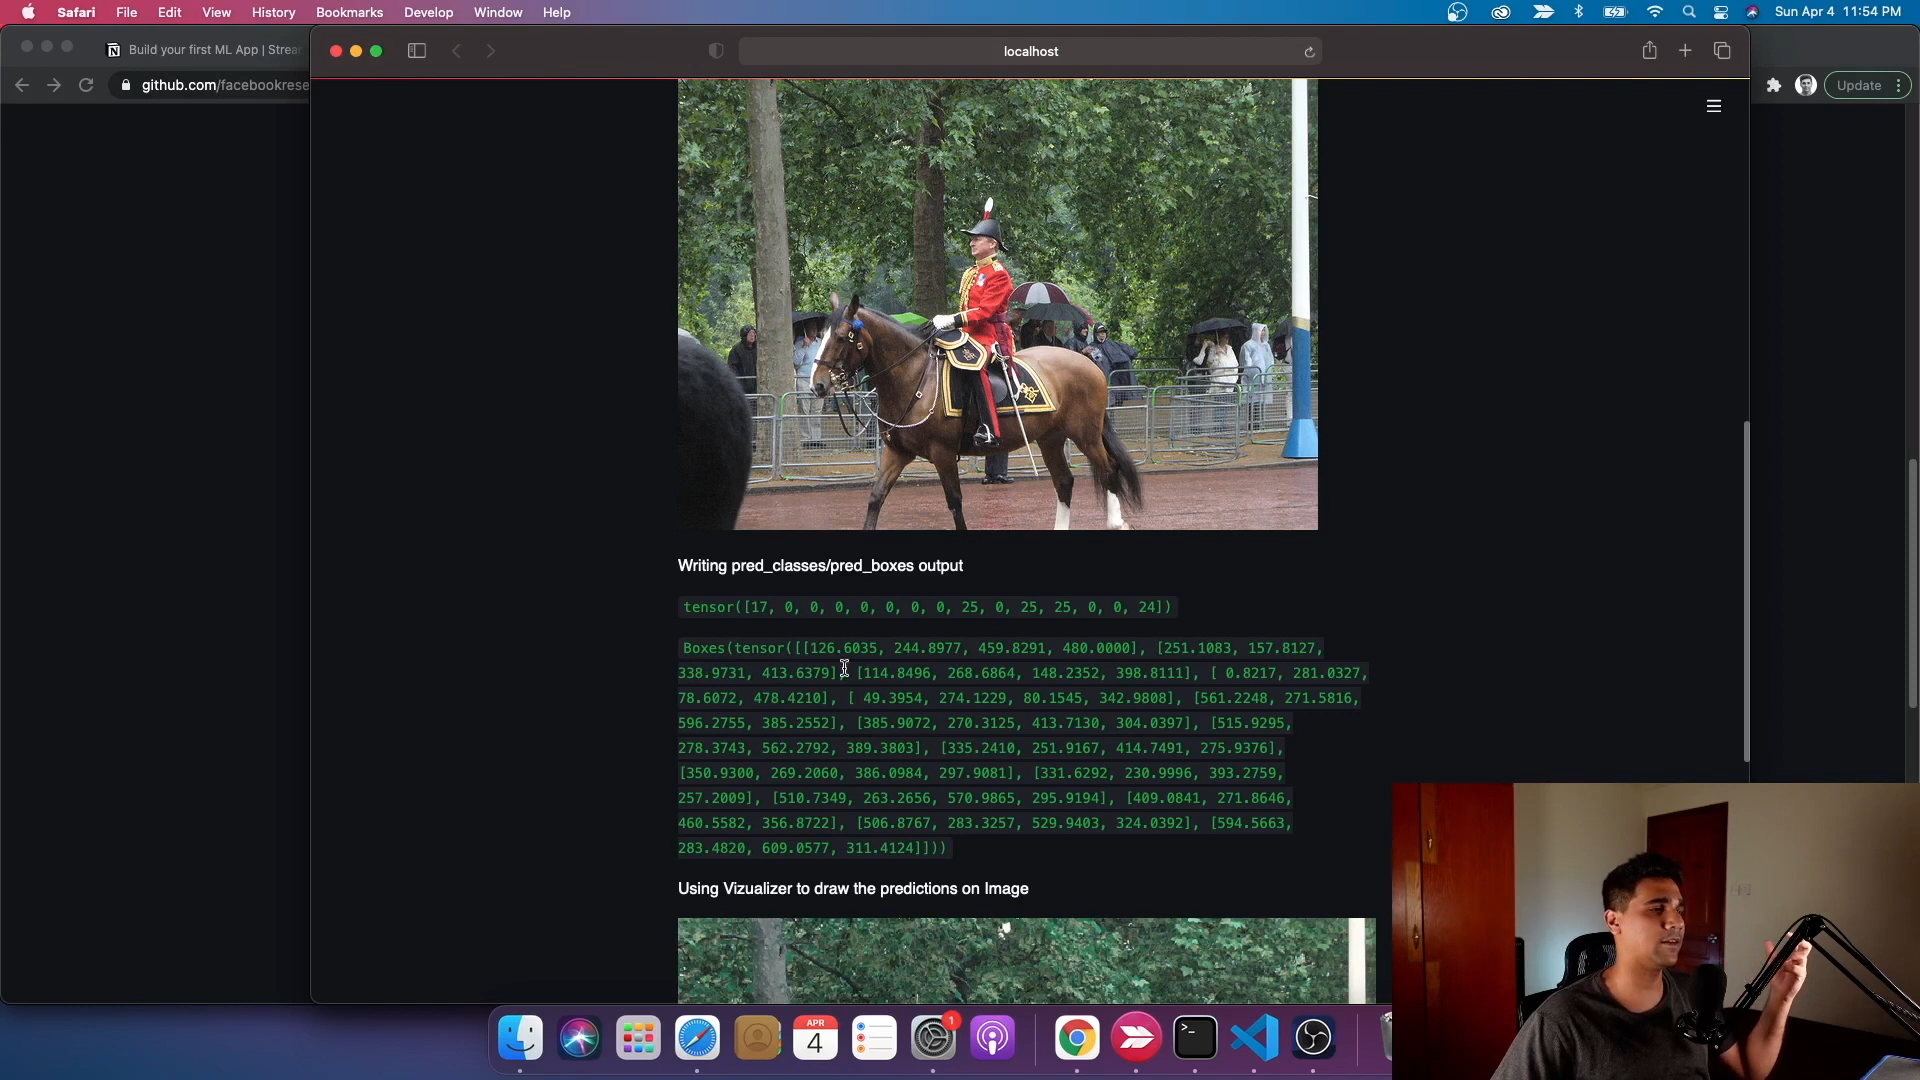 Safari File Edit View History Bookmarks Develop Window Help
Sun Apr 4 11:54 PM
Build your first ML App | Strea
localhost
github.com/facebookrese
Update
Writing pred_classes/pred_boxes output
tensor([17, 0, 0, 0, 0, 0, 0, 0, 25, 0, 25, 25, 0, 0, 24])
Boxes(tensor([[126.6035, 244.8977, 459.8291, 480.0000], [251.1083, 157.8127,
338.9731, 413.6379], [114.8496, 268.6864, 148.2352, 398.8111], [ 0.8217, 281.0327,
78.6072, 478.4210], [ 49.3954, 274.1229, 80.1545, 342.9808], [561.2248, 271.5816,
596.2755, 385.2552], [385.9072, 270.3125, 413.7130, 304.0397], [515.9295,
278.3743, 562.2792, 389.3803], [335.2410, 251.9167, 414.7491, 275.9376],
[350.9300, 269.2060, 386.0984, 297.9081], [331.6292, 230.9996, 393.2759,
257.2009], [510.7349, 263.2656, 570.9865, 295.9194], [409.0841, 271.8646,
460.5582, 356.8722], [506.8767, 283.3257, 529.9403, 324.0392], [594.5663,
283.4820, 609.0577, 311.4124]]))
Using Vizualizer to draw the predictions on Image
APR
4
1